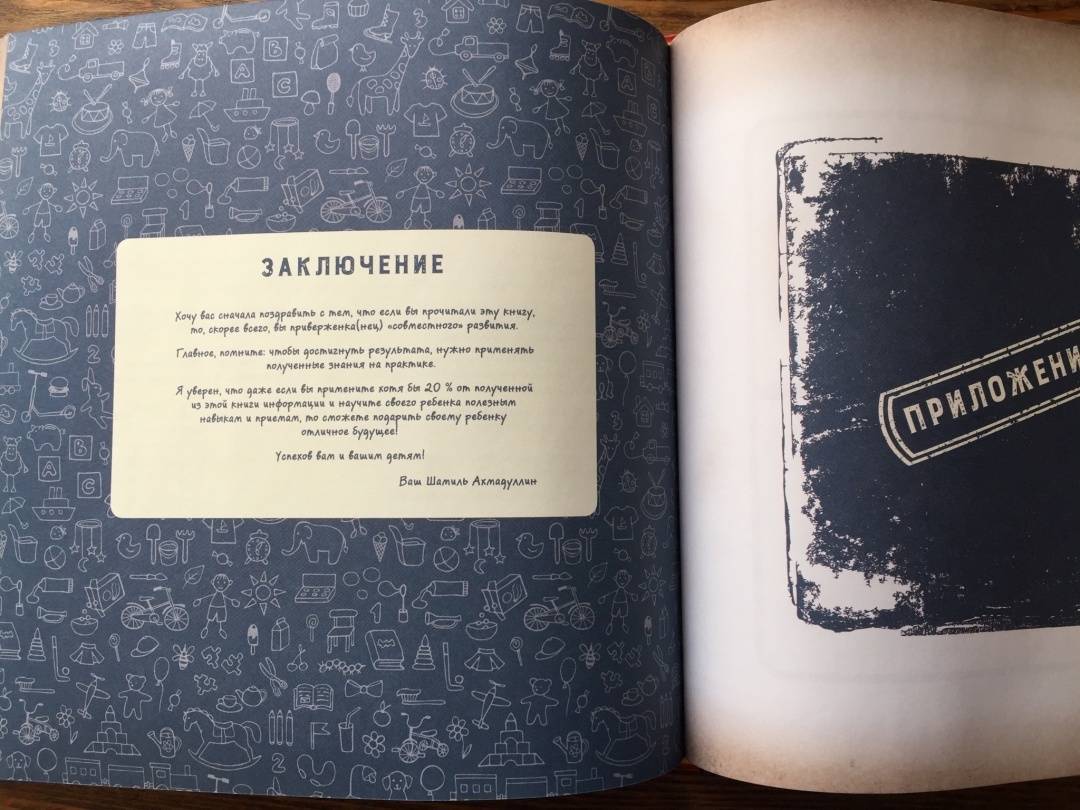 ЗАКЛЮЧЕНИЕ
Хочу вас сначала поздравить с тем, что если вы прочитали эту книгу,
то, скорее всего, вы приверженка(нец) «совместного» развития.
Главное, помните: чтобы достигнуть результата, нужно применять
полученные знания на практике.
Я уверен, что даже если вы примените хотя бы 20 % от полученной
из этой книги информации и научите своего ребенка полезным
навыкам и приемам, то сможете подарить своему ребенку
отличное будущее!
Успехов вам и вашим детям!
Ваш Шамиль Ахмадуллин
ПРИЛОЖЕНИ